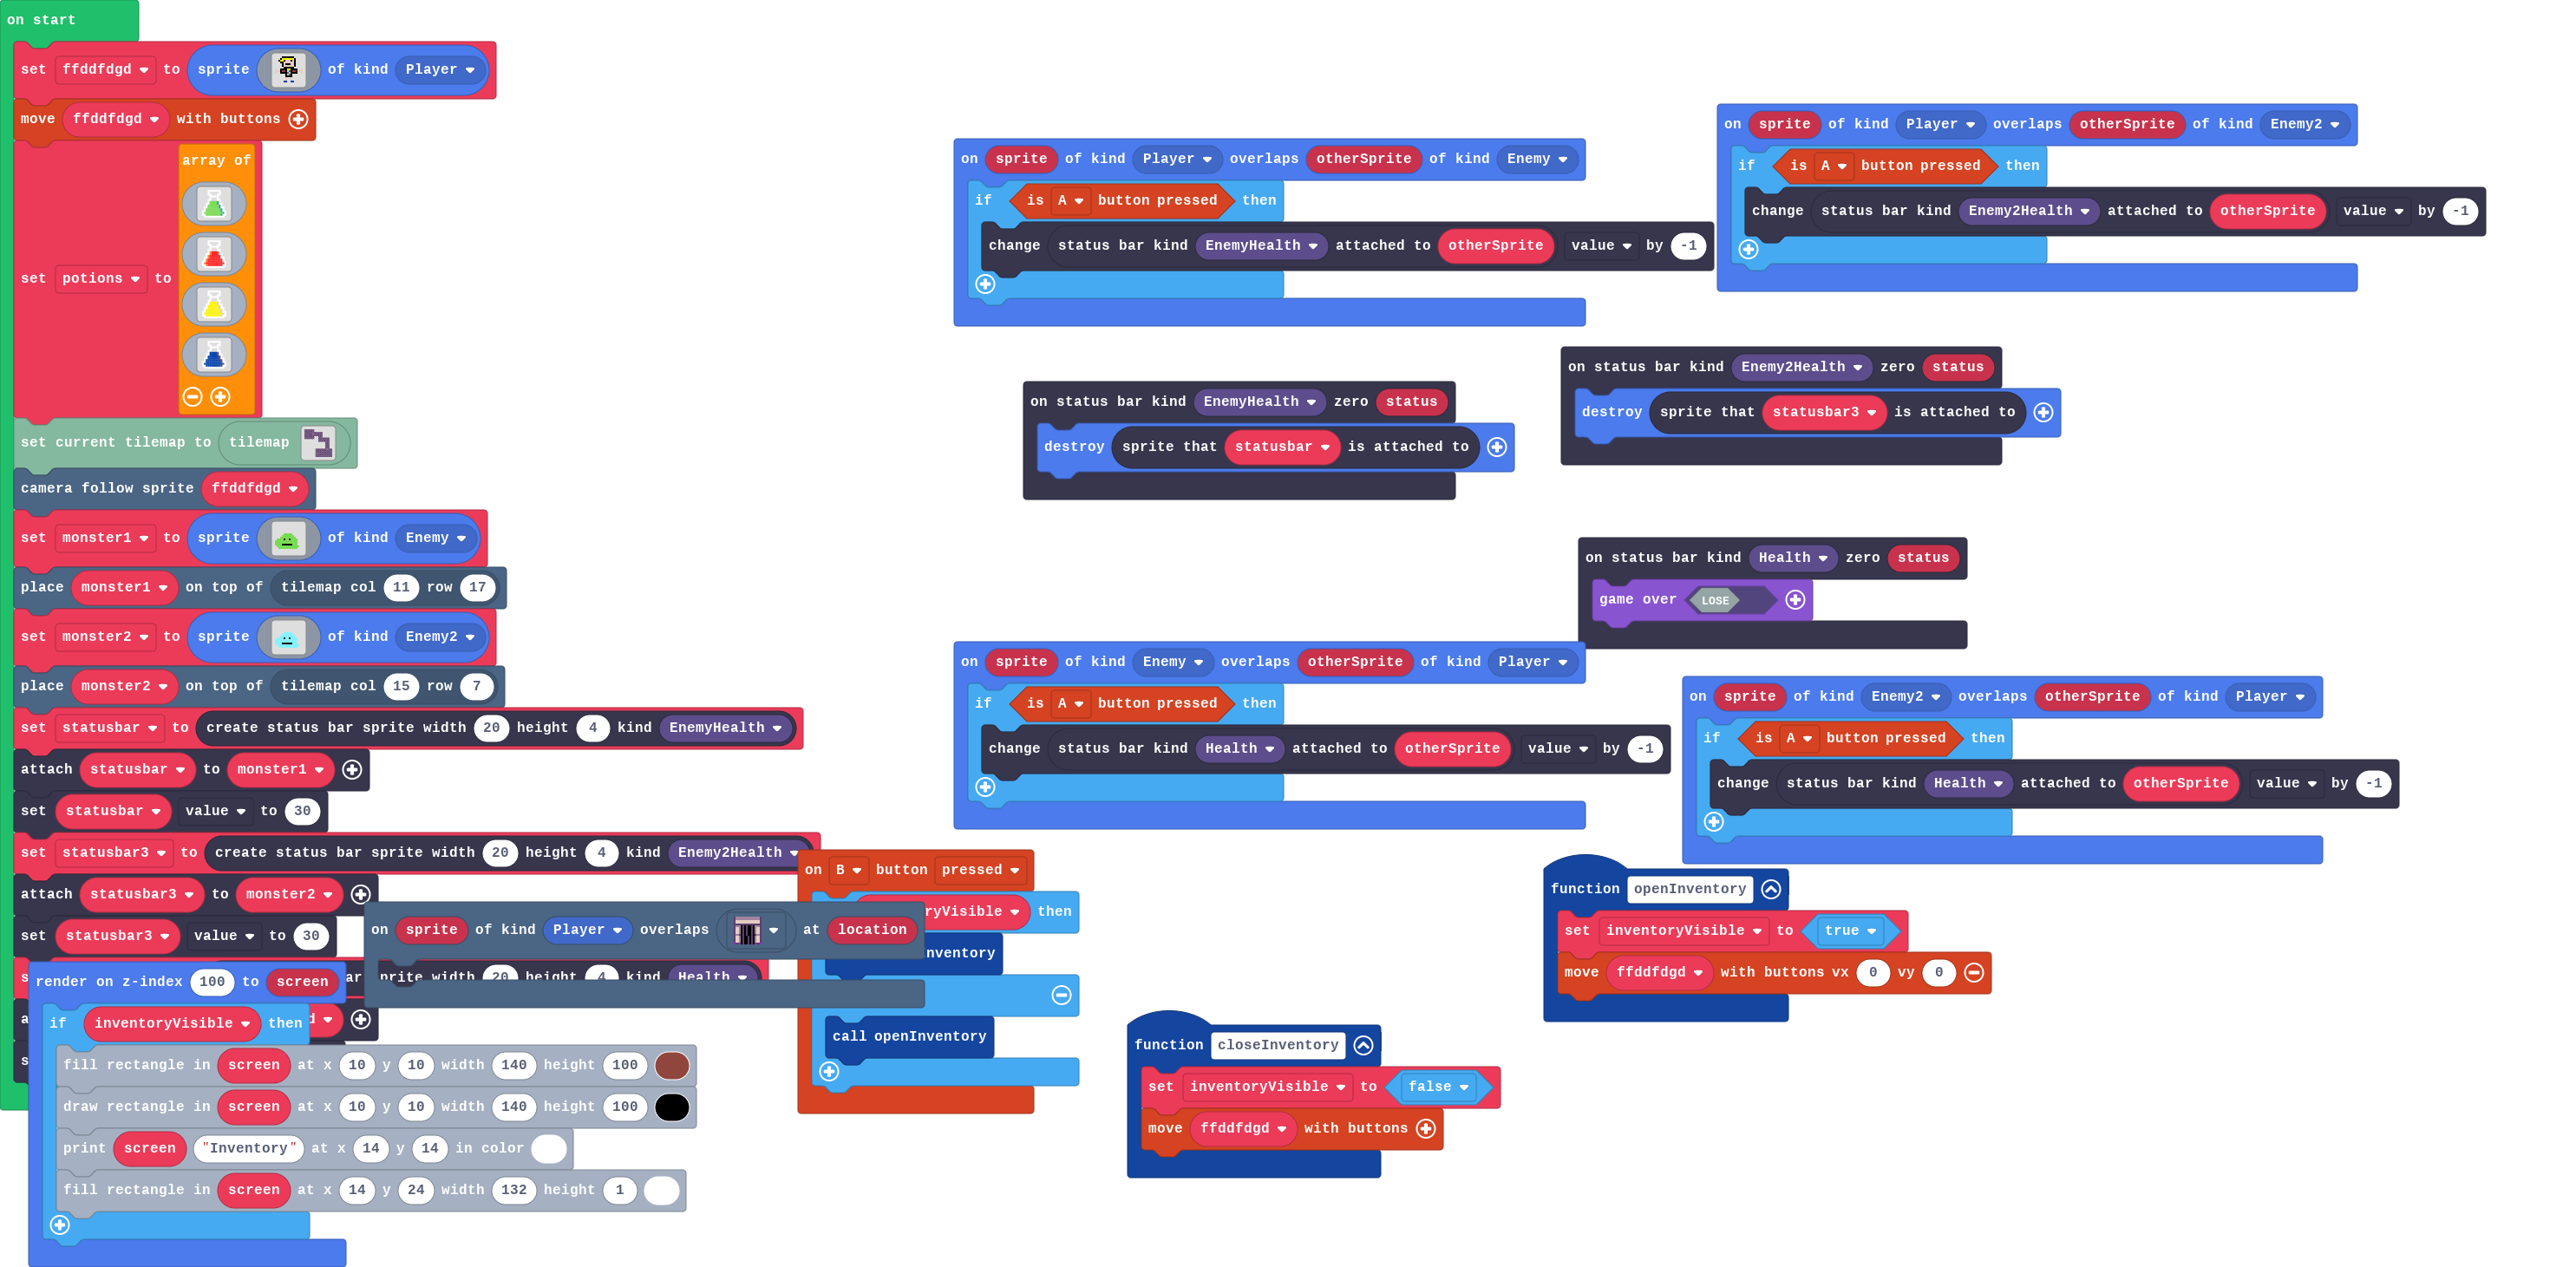 on start
set ffddfdgd to sprite of kind Player
move ffddfdgd with buttons
set potions to array of
set current tilemap to tilemap
camera follow sprite ffddfdgd
set monster1 to sprite of kind Enemy
place monster1 on top of tilemap col 11 row 17
set monster2 to sprite of kind Enemy2
place monster2 on top of tilemap col 15 row 7
set statusbar to create status bar sprite width 20 height 4 kind EnemyHealth
attach statusbar to monster1
set statusbar value to 30
set statusbar3 to create status bar sprite width 20 height 4 kind Enemy2Health
attach statusbar3 to monster2
set statusbar3 value to 30
width 20 height 4 kind Health
render on z-index 100 to screen
if inventoryVisible then
fill rectangle in screen at x 10 y 10 width 140 height 100
draw rectangle in screen at x 10 y 10 width 140 height 100
print screen "Inventory" at x 14 y 14 in color
fill rectangle in screen at x 14 y 24 width 132 height 1
on sprite of kind Player overlaps at location
on B button pressed
then
call openInventory
on sprite of kind Player overlaps otherSprite of kind Enemy
if is A button pressed then
change status bar kind EnemyHealth attached to otherSprite value by -1
on sprite of kind Player overlaps otherSprite of kind Enemy2
if is A button pressed then
change status bar kind Enemy2Health attached to otherSprite value by -1
on status bar kind EnemyHealth zero status
destroy sprite that statusbar is attached to
on status bar kind Enemy2Health zero status
destroy sprite that statusbar3 is attached to
on status bar kind Health zero status
game over LOSE
on sprite of kind Enemy overlaps otherSprite of kind Player
if is A button pressed then
change status bar kind Health attached to otherSprite value by -1
on sprite of kind Enemy2 overlaps otherSprite of kind Player
if is A button pressed then
change status bar kind Health attached to otherSprite value by -1
function openInventory
set inventoryVisible to true
move ffddfdgd with buttons vx 0 vy 0
function closeInventory
set inventoryVisible to false
move ffddfdgd with buttons